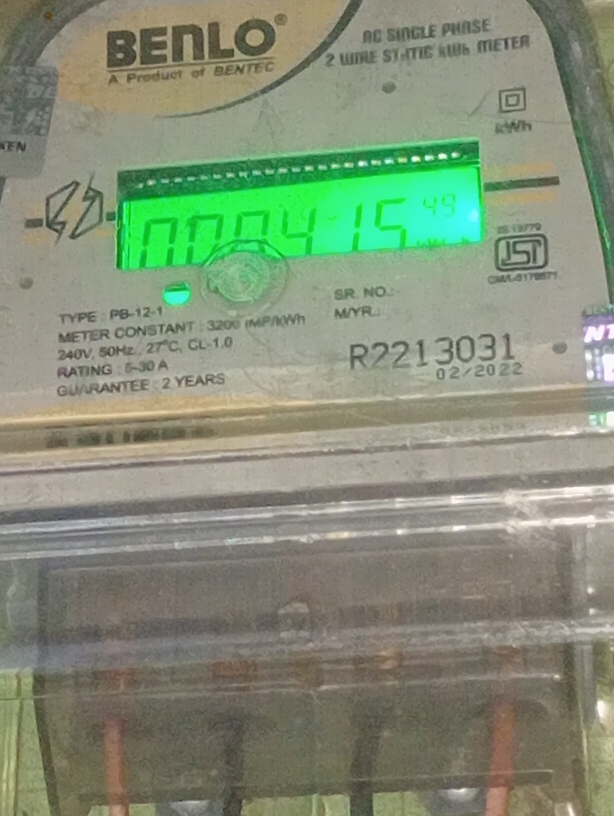 BENLO®
A Product of BENTEC
AC SINGLE PHASE
2 WIRE STATIC kWh METER
kWh
000415 49
IS 13779
ISI
TYPE : PB-12-1
METER CONSTANT : 3200 IMP/kWh
240V, 50Hz., 27°C, CL-1.0
RATING : 5-30 A
GUARANTEE : 2 YEARS
SR. NO.:
M/YR.:
R2213031
02/2022